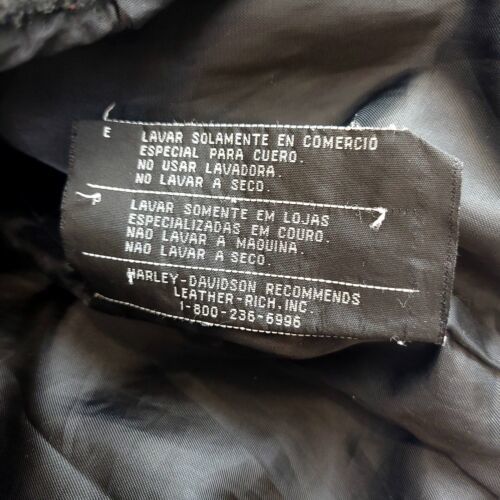 E LAVAR SOLAMENTE EN COMERCIO
ESPECIAL PARA CUERO.
NO USAR LAVADORA.
NO LAVAR A SECO.
P LAVAR SOMENTE EM LOJAS
ESPECIALIZADAS EM COURO.
NAO LAVAR A MAQUINA.
NAO LAVAR A SECO.
HARLEY-DAVIDSON RECOMMENDS
LEATHER-RICH, INC.
1-800-236-6996